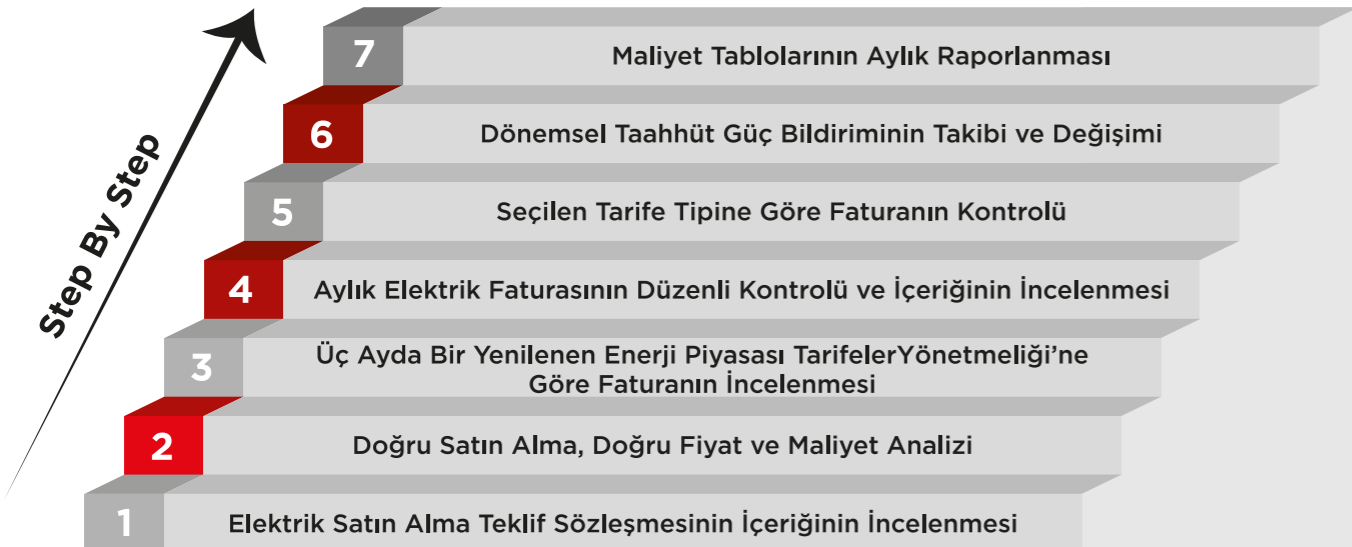 Step By Step
7
Maliyet Tablolarının Aylık Raporlanması
6
Dönemsel Taahhüt Güç Bildiriminin Takibi ve Değişimi
5
Seçilen Tarife Tipine Göre Faturanın Kontrolü
4
Aylık Elektrik Faturasının Düzenli Kontrolü ve İçeriğinin İncelenmesi
3
Üç Ayda Bir Yenilenen Enerji Piyasası TarifelerYönetmeliği’ne
Göre Faturanın İncelenmesi
2
Doğru Satın Alma, Doğru Fiyat ve Maliyet Analizi
1
Elektrik Satın Alma Teklif Sözleşmesinin İçeriğinin İncelenmesi